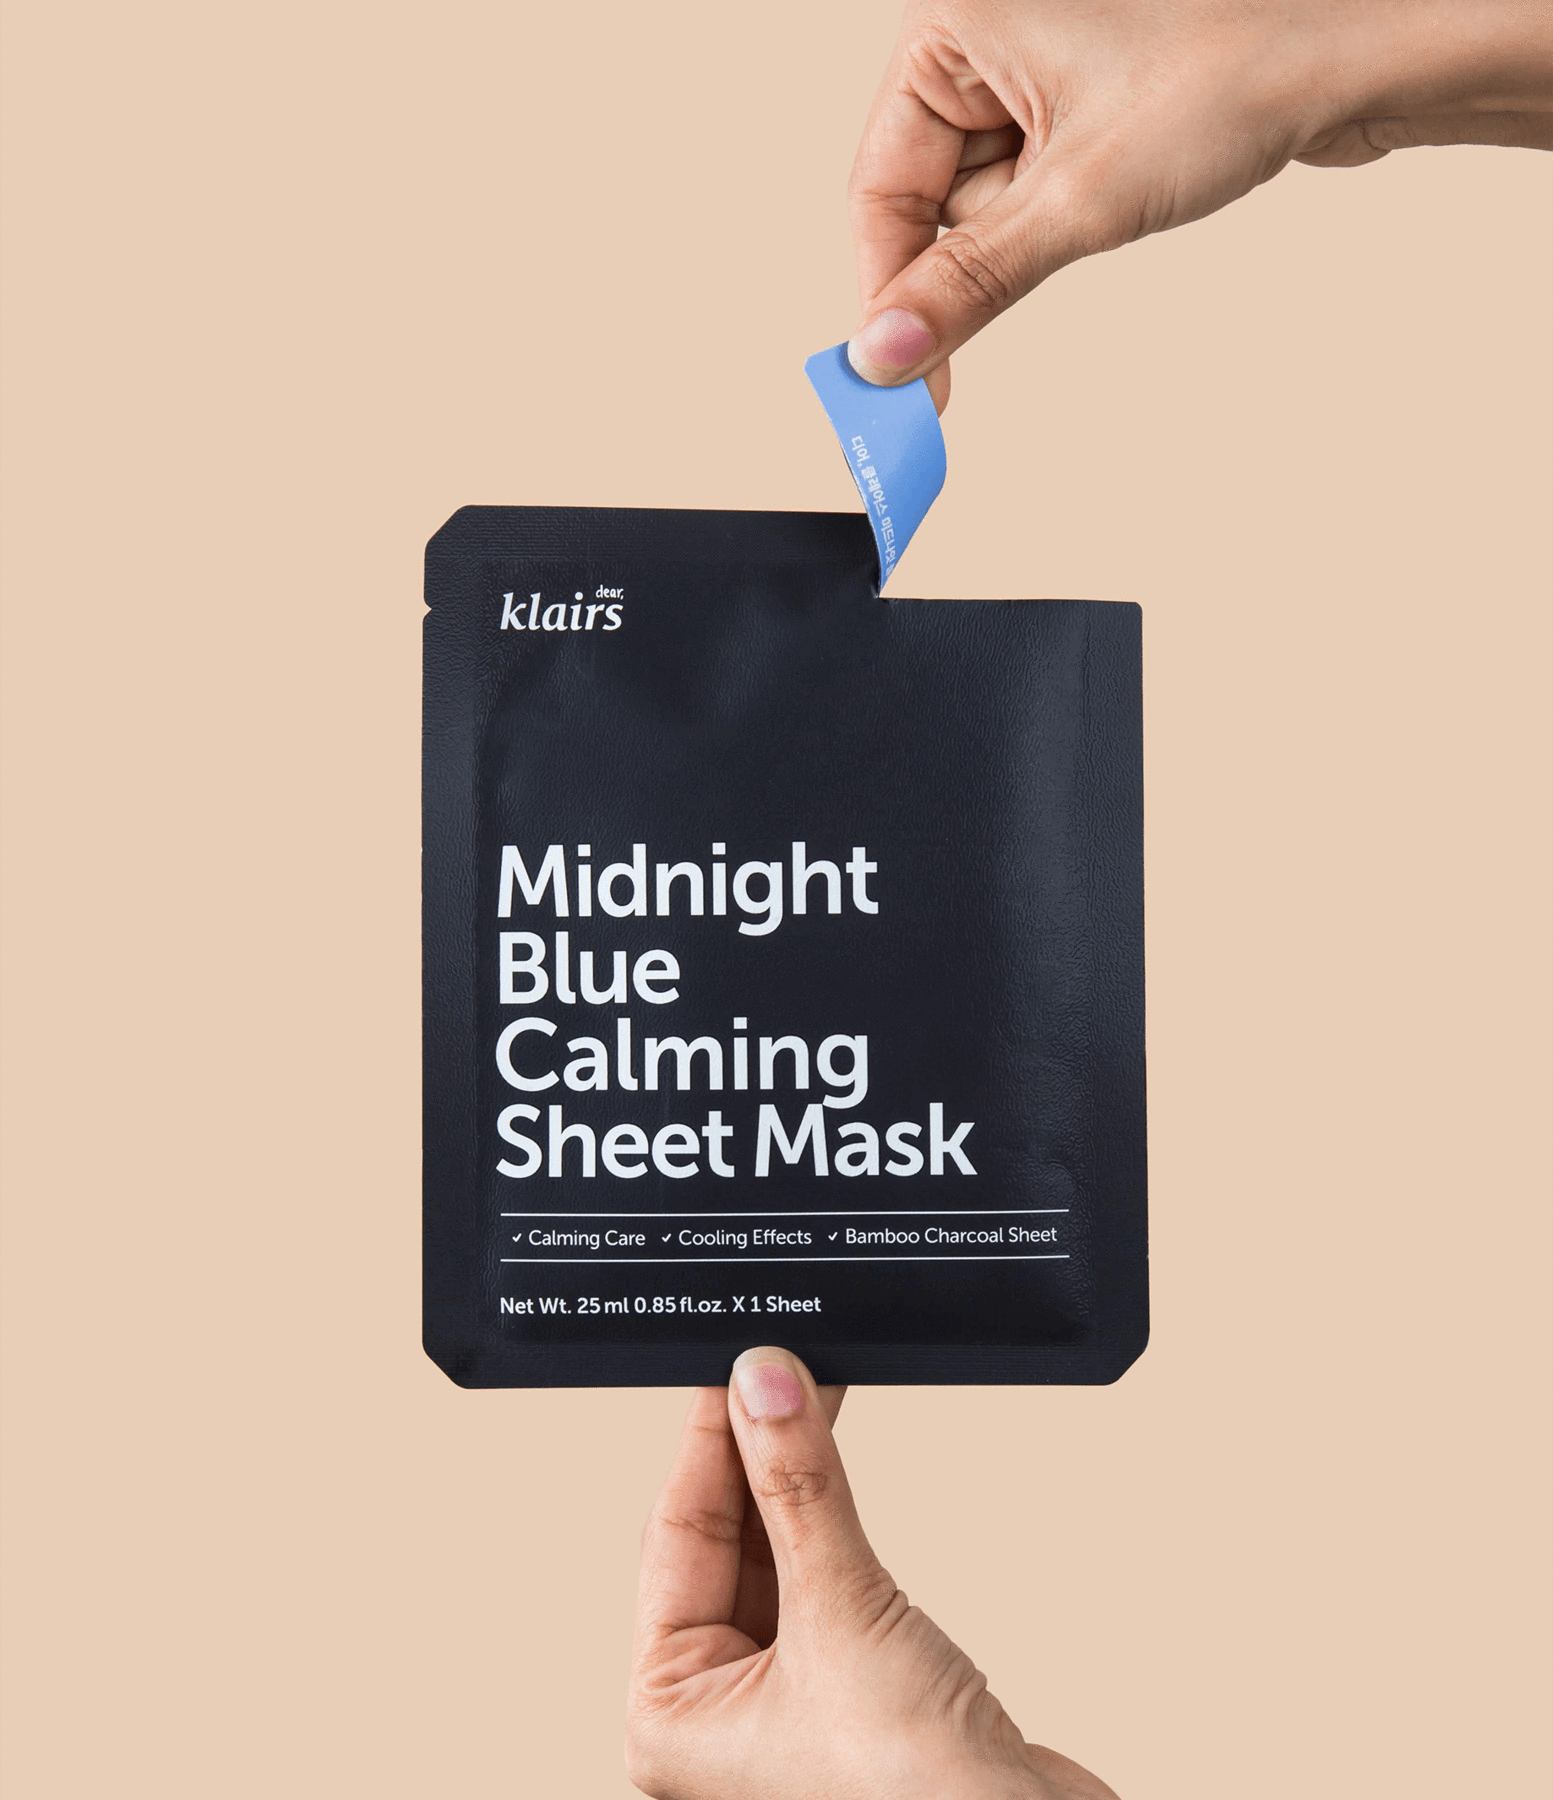 dear,
klairs
Midnight
Blue
Calming
Sheet Mask
✓ Calming Care ✓ Cooling Effects ✓ Bamboo Charcoal Sheet
Net Wt. 25 ml 0.85 fl.oz. X 1 Sheet